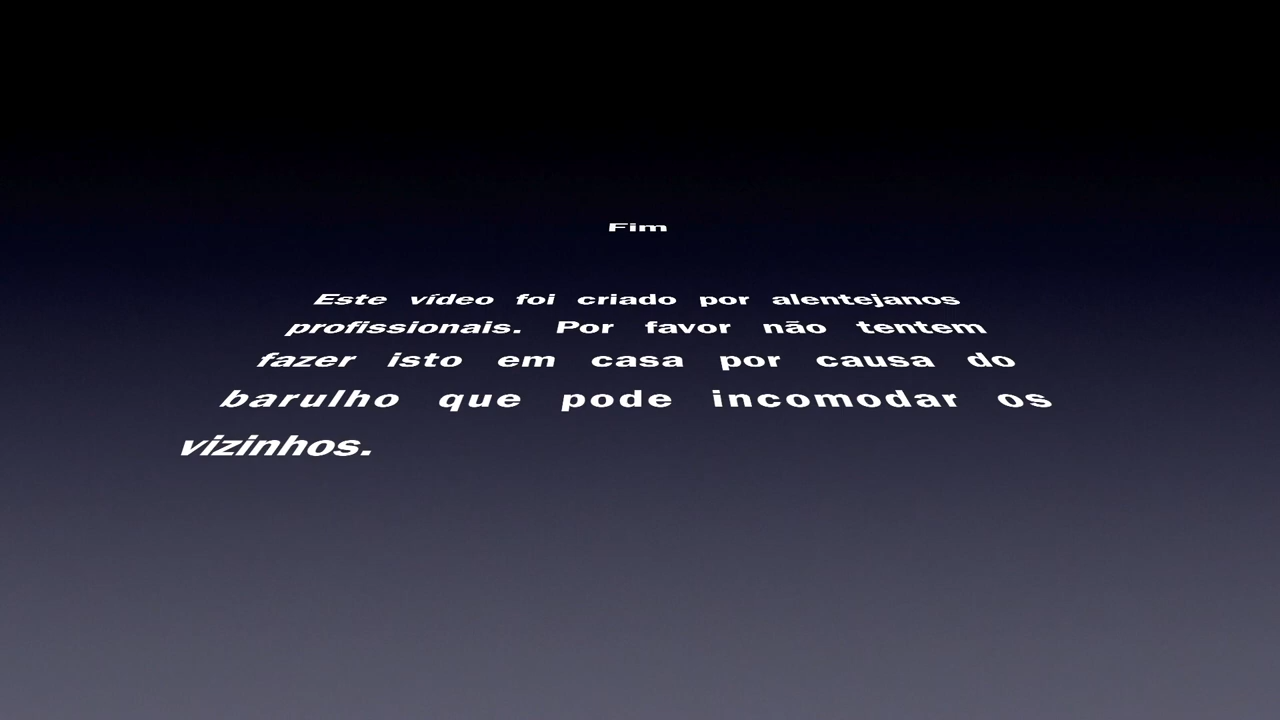 Fim
Este vídeo foi criado por alentejanos
profissionais. Por favor não tentem
fazer isto em casa por causa do
barulho que pode incomodar os
vizinhos.